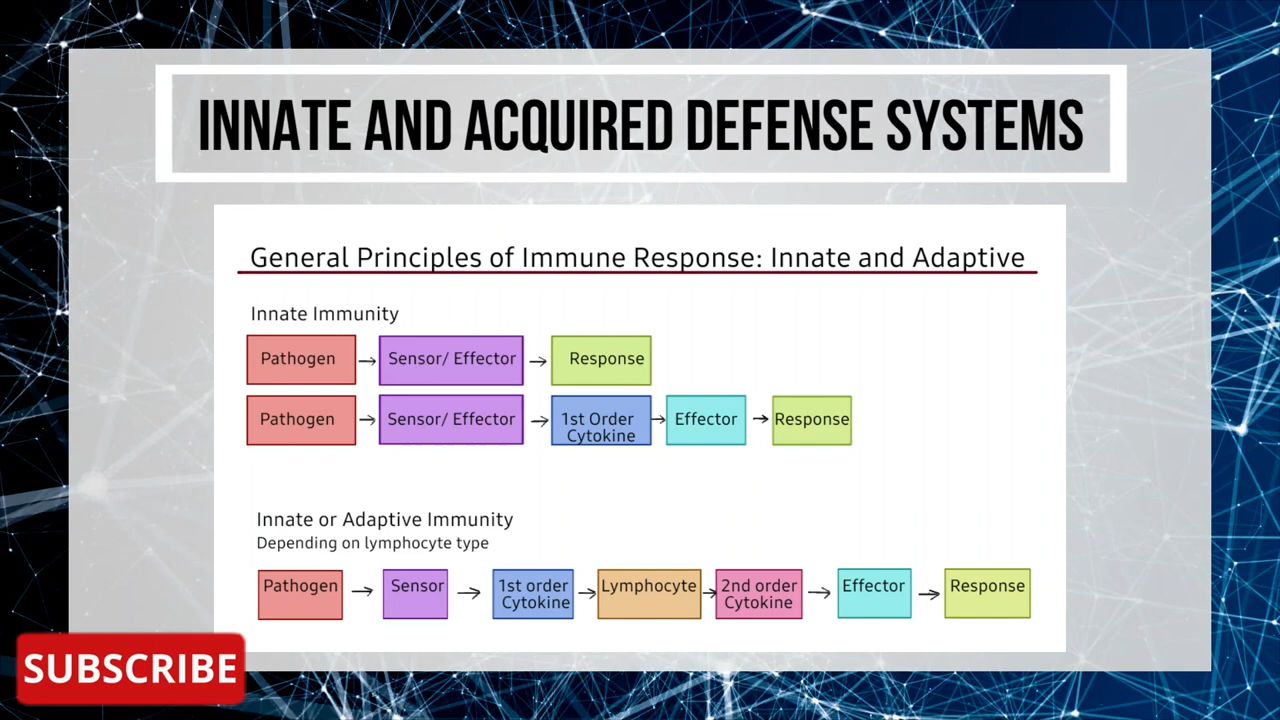 INNATE AND ACQUIRED DEFENSE SYSTEMS
General Principles of Immune Response: Innate and Adaptive
Innate Immunity
Pathogen
Sensor/ Effector
Response
Pathogen
Sensor/ Effector
1st Order
Cytokine
Effector
Response
Innate or Adaptive Immunity
Depending on lymphocyte type
Pathogen
Sensor
1st order
Cytokine
Lymphocyte
2nd order
Cytokine
Effector
Response
SUBSCRIBE